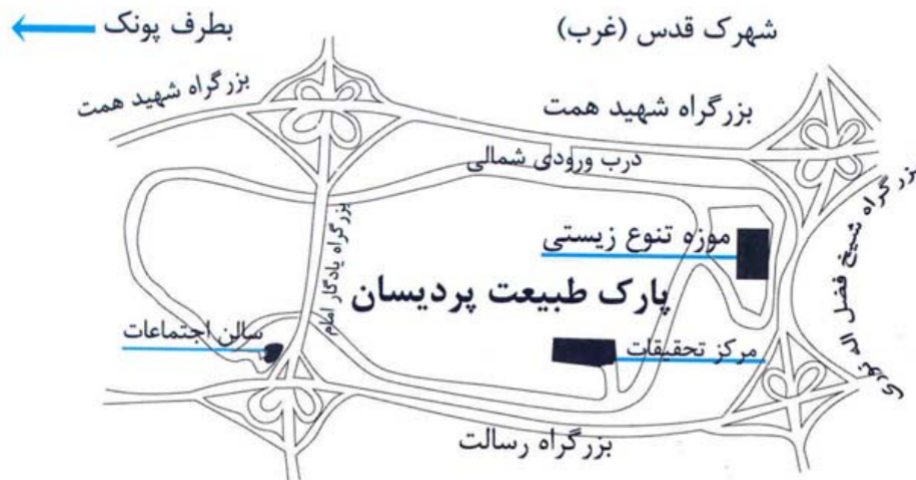 شهرک قدس (غرب)
بطرف پونک
بزرگراه شهید همت
بزرگراه شهید همت
درب ورودی شمالی
بزرگراه شیخ فضل اله نوری
موزه تنوع زیستی
بزرگراه یادگار امام
پارک طبیعت پردیسان
سالن اجتماعات
مرکز تحقیقات
بزرگراه رسالت